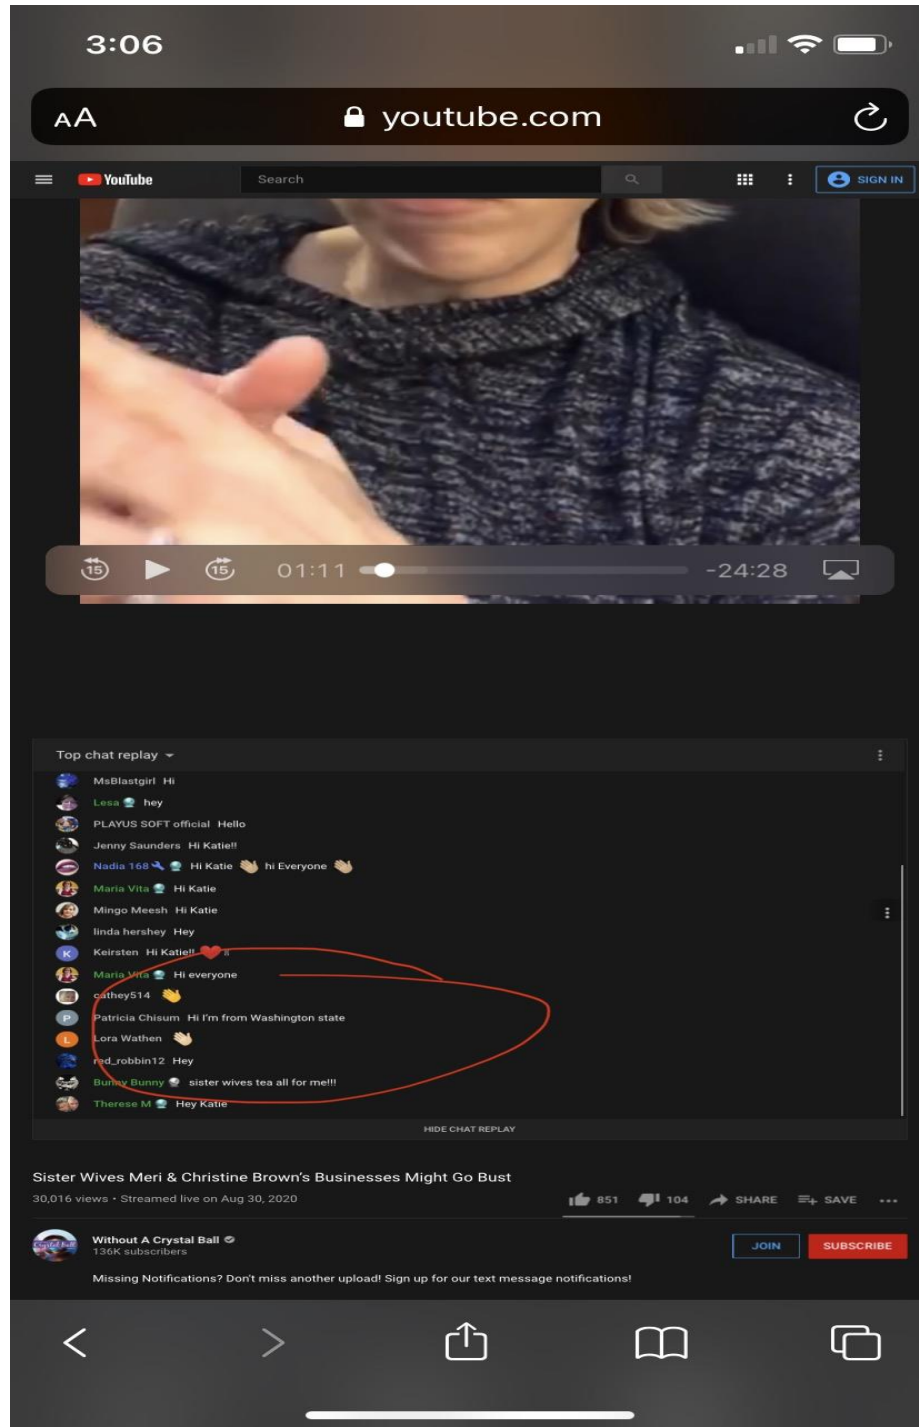 3:06
AA youtube.com
YouTube Search SIGN IN
15 15 01:11 -24:28
Top chat replay
MsBlastgirl Hi
Lesa hey
PLAYUS SOFT official Hello
Jenny Saunders Hi Katie!!
Nadia 168 Hi Katie 👋🏼 hi Everyone 👋🏼
Maria Vita Hi Katie
Mingo Meesh Hi Katie
linda hershey Hey
K Keirsten Hi Katie!! ❤️
Maria Vita Hi everyone
cathey514 👋
P Patricia Chisum Hi I'm from Washington state
L Lora Wathen 👋🏻
red_robbin12 Hey
Bunny Bunny sister wives tea all for me!!!
Therese M Hey Katie
HIDE CHAT REPLAY
Sister Wives Meri & Christine Brown's Businesses Might Go Bust
30,016 views • Streamed live on Aug 30, 2020 851 104 SHARE SAVE
Crystal Ball Without A Crystal Ball JOIN SUBSCRIBE
136K subscribers
Missing Notifications? Don't miss another upload! Sign up for our text message notifications!